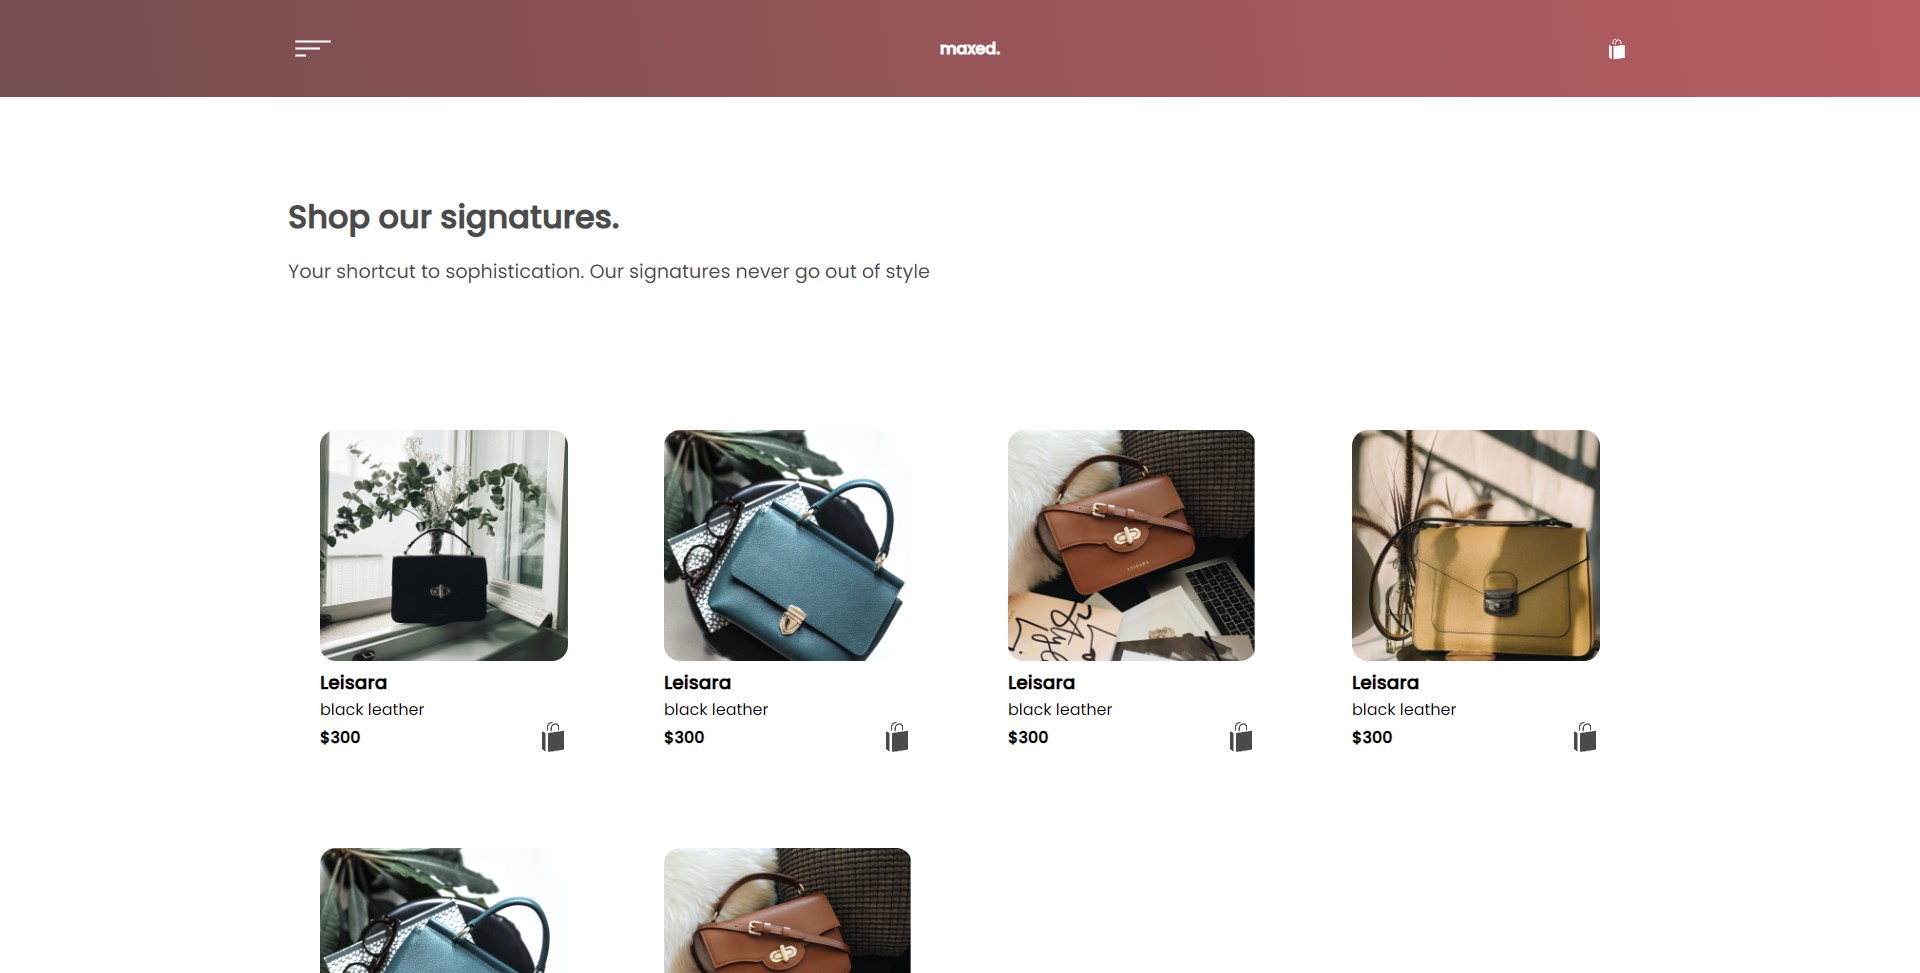 maxed.
Shop our signatures.
Your shortcut to sophistication. Our signatures never go out of style
Leisara
black leather
$300
Leisara
black leather
$300
Leisara
black leather
$300
Leisara
black leather
$300